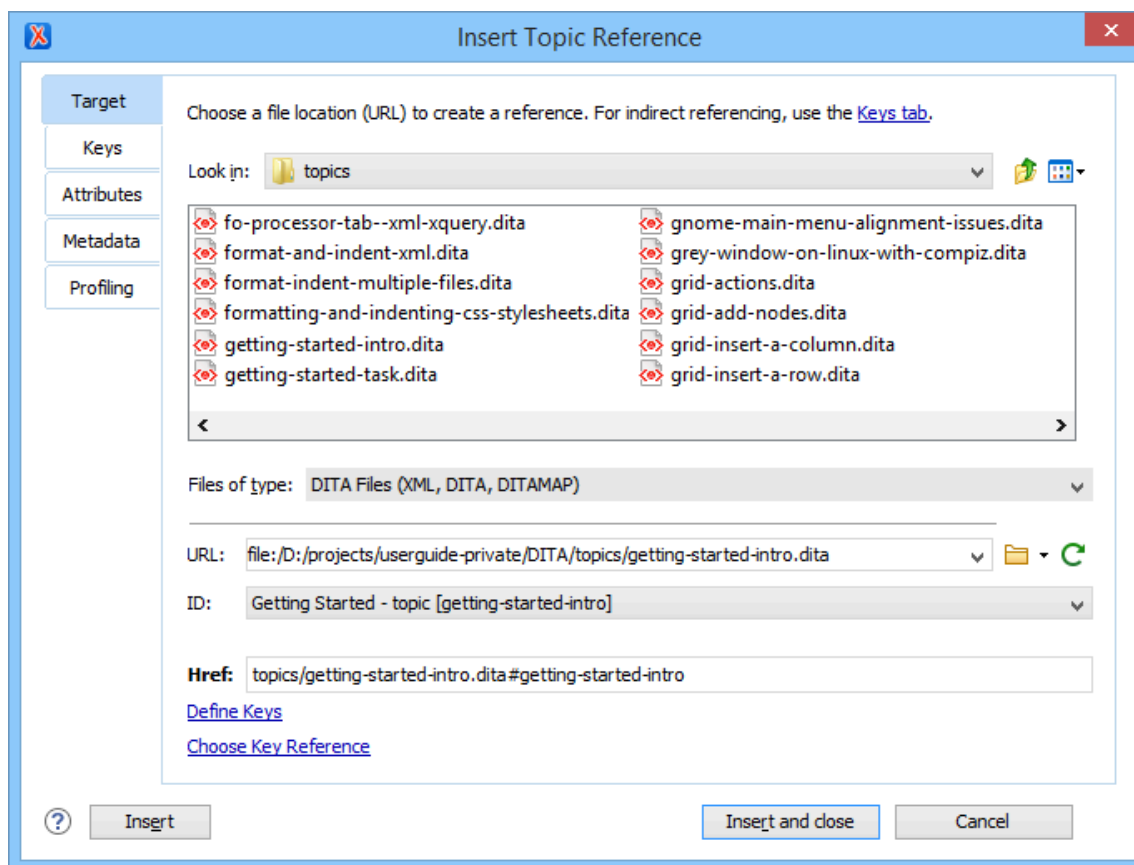 Insert Topic Reference
Target
Keys
Attributes
Metadata
Profiling
Choose a file location (URL) to create a reference. For indirect referencing, use the Keys tab.
Look in: topics
fo-processor-tab--xml-xquery.dita
format-and-indent-xml.dita
format-indent-multiple-files.dita
formatting-and-indenting-css-stylesheets.dita
getting-started-intro.dita
getting-started-task.dita
gnome-main-menu-alignment-issues.dita
grey-window-on-linux-with-compiz.dita
grid-actions.dita
grid-add-nodes.dita
grid-insert-a-column.dita
grid-insert-a-row.dita
Files of type: DITA Files (XML, DITA, DITAMAP)
URL: file:/D:/projects/userguide-private/DITA/topics/getting-started-intro.dita
ID: Getting Started - topic [getting-started-intro]
Href: topics/getting-started-intro.dita#getting-started-intro
Define Keys
Choose Key Reference
? Insert Insert and close Cancel